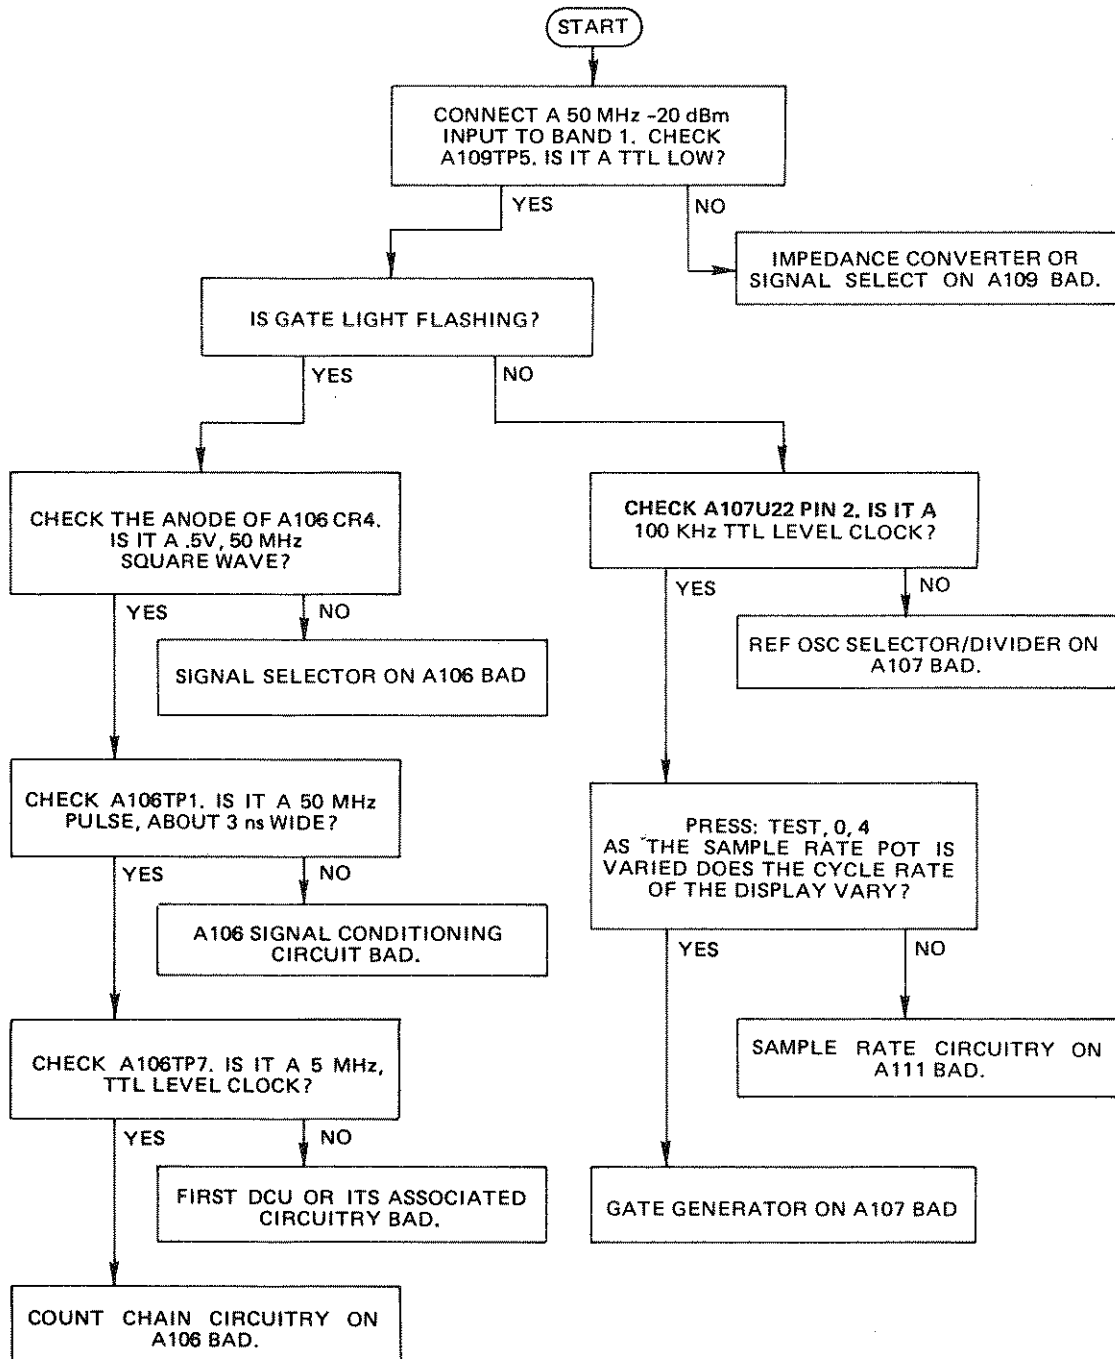 START
CONNECT A 50 MHz -20 dBm
INPUT TO BAND 1. CHECK
A109TP5. IS IT A TTL LOW?
YES
NO
IMPEDANCE CONVERTER OR
SIGNAL SELECT ON A109 BAD.
IS GATE LIGHT FLASHING?
YES
NO
CHECK THE ANODE OF A106 CR4.
IS IT A .5V, 50 MHz
SQUARE WAVE?
CHECK A107U22 PIN 2. IS IT A
100 KHz TTL LEVEL CLOCK?
YES
NO
YES
NO
SIGNAL SELECTOR ON A106 BAD
REF OSC SELECTOR/DIVIDER ON
A107 BAD.
CHECK A106TP1. IS IT A 50 MHz
PULSE, ABOUT 3 ns WIDE?
PRESS: TEST, 0, 4
AS THE SAMPLE RATE POT IS
VARIED DOES THE CYCLE RATE
OF THE DISPLAY VARY?
YES
NO
A106 SIGNAL CONDITIONING
CIRCUIT BAD.
YES
NO
CHECK A106TP7. IS IT A 5 MHz,
TTL LEVEL CLOCK?
SAMPLE RATE CIRCUITRY ON
A111 BAD.
YES
NO
FIRST DCU OR ITS ASSOCIATED
CIRCUITRY BAD.
GATE GENERATOR ON A107 BAD
COUNT CHAIN CIRCUITRY ON
A106 BAD.